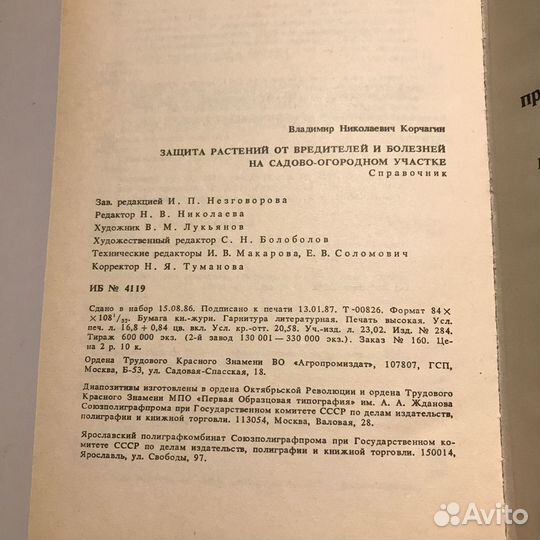 Владимир Николаевич Корчагин
ЗАЩИТА РАСТЕНИЙ ОТ ВРЕДИТЕЛЕЙ И БОЛЕЗНЕЙ
НА САДОВО-ОГОРОДНОМ УЧАСТКЕ
Справочник
Зав. редакцией И. П. Незговорова
Редактор Н. В. Николаева
Художник В. М. Лукьянов
Художественный редактор С. Н. Болоболов
Технические редакторы И. В. Макарова, Е. В. Соломович
Корректор Н. Я. Туманова
ИБ № 4119
Сдано в набор 15.08.86. Подписано к печати 13.01.87. Т-00826. Формат 84×
×108¹/₃₂. Бумага кн.-журн. Гарнитура литературная. Печать высокая. Усл.
печ. л. 16,8+0,84 цв. вкл. Усл. кр.-отт. 20,58. Уч.-изд. л. 23,02. Изд. № 284.
Тираж 600 000 экз. (2-й завод 130 001—330 000 экз.). Заказ № 160. Це-
на 2 р. 10 к.
Ордена Трудового Красного Знамени ВО «Агропромиздат», 107807, ГСП,
Москва, Б-53, ул. Садовая-Спасская, 18.
Диапозитивы изготовлены в ордена Октябрьской Революции и ордена Трудового
Красного Знамени МПО «Первая Образцовая типография» им. А. А. Жданова
Союзполиграфпрома при Государственном комитете СССР по делам издательств,
полиграфии и книжной торговли. 113054, Москва, Валовая, 28.
Ярославский полиграфкомбинат Союзполиграфпрома при Государственном ко-
митете СССР по делам издательств, полиграфии и книжной торговли. 150014,
Ярославль, ул. Свободы, 97.
пр
Avito